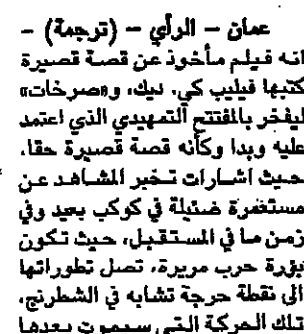 عمان - الرأي - (ترجمة) -
انه فيلم مأخوذ عن قصة قصيرة
كتبها فيليب كي. ديك، و«صرخات»
ليفخر بالمفتتح التمهيدي الذي اعتمد
عليه وبدا وكأنه قصة قصيرة حقا.
حيث اشارات تخبر المشاهد عن
مستعمرة ضئيلة في كوكب بعيد وفي
زمن ما في المستقبل، حيث تكون
بؤرة حرب مريرة، تصل تطوراتها
الى نقطة حرجة تشابه في الشطرنج،
تلك الحركة التي سيموت بعدها